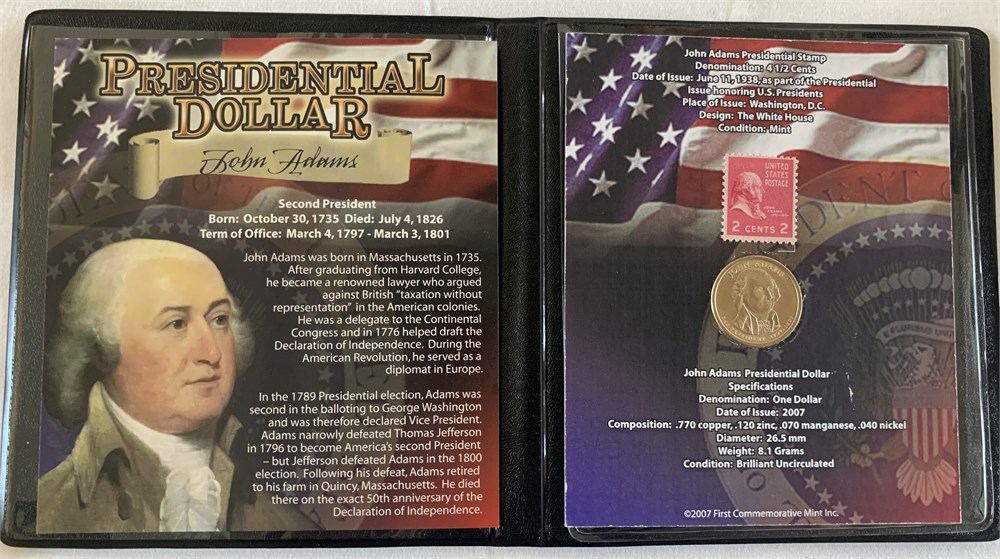 PRESIDENTIAL
DOLLAR
John Adams
Second President
Born: October 30, 1735 Died: July 4, 1826
Term of Office: March 4, 1797 - March 3, 1801
John Adams was born in Massachusetts in 1735.
After graduating from Harvard College,
he became a renowned lawyer who argued
against British "taxation without
representation" in the American colonies.
He was a delegate to the Continental
Congress and in 1776 helped draft the
Declaration of Independence. During the
American Revolution, he served as a
diplomat in Europe.
In the 1789 Presidential election, Adams was
second in the balloting to George Washington
and was therefore declared Vice President.
Adams narrowly defeated Thomas Jefferson
in 1796 to become America's second President
– but Jefferson defeated Adams in the 1800
election. Following his defeat, Adams retired
to his farm in Quincy, Massachusetts. He died
there on the exact 50th anniversary of the
Declaration of Independence.
John Adams Presidential Stamp
Denomination: 4 1/2 Cents
Date of Issue: June 11, 1938, as part of the Presidential
Issue honoring U.S. Presidents
Place of Issue: Washington, D.C.
Design: The White House
Condition: Mint
UNITED
STATES
POSTAGE
2 CENTS 2
JOHN ADAMS
John Adams Presidential Dollar
Specifications
Denomination: One Dollar
Date of Issue: 2007
Composition: .770 copper, .120 zinc, .070 manganese, .040 nickel
Diameter: 26.5 mm
Weight: 8.1 Grams
Condition: Brilliant Uncirculated
©2007 First Commemorative Mint Inc.